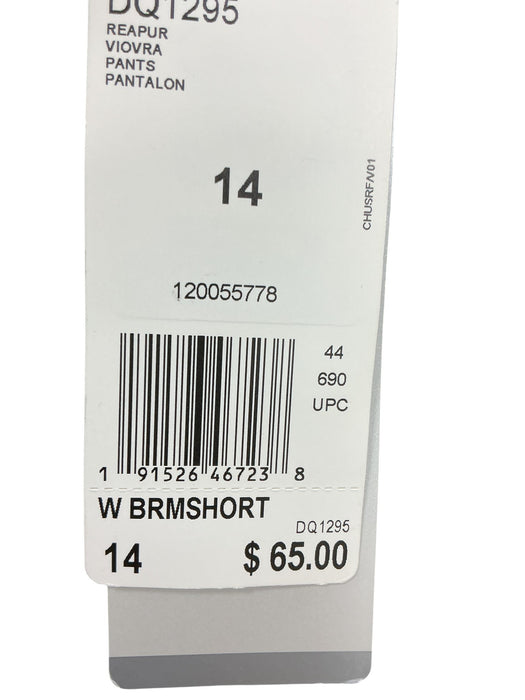 DQ1295
REAPUR
VIOVRA
PANTS
PANTALON
14
CHUSRF/V01
120055778
44
690
UPC
1 91526 46723 8
W BRMSHORT
DQ1295
14 $ 65.00